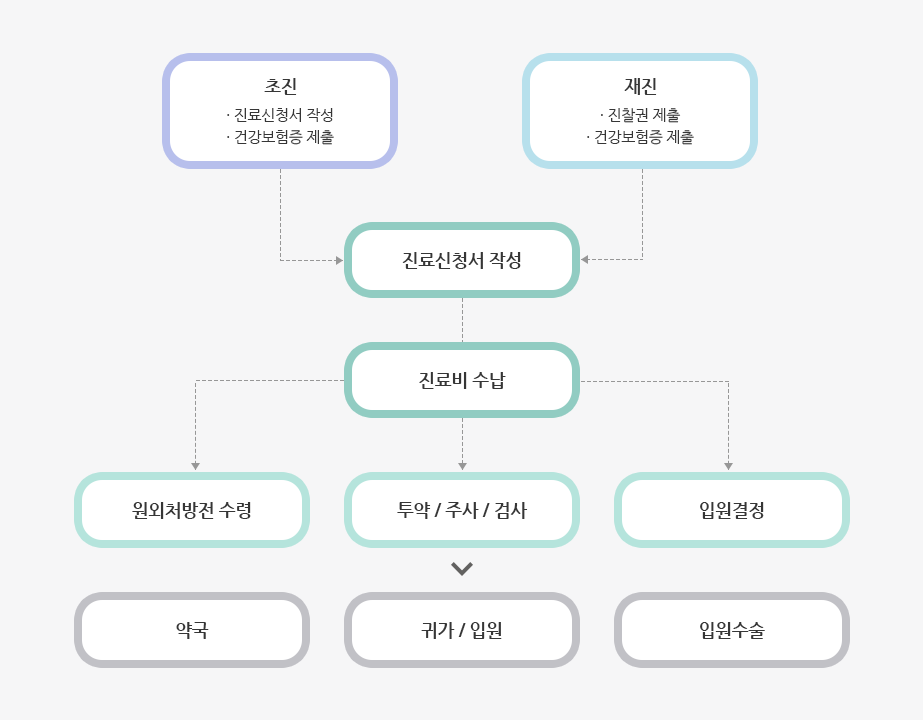 초진
· 진료신청서 작성
· 건강보험증 제출
재진
· 진찰권 제출
· 건강보험증 제출
진료신청서 작성
진료비 수납
원외처방전 수령
투약 / 주사 / 검사
입원결정
약국
귀가 / 입원
입원수술